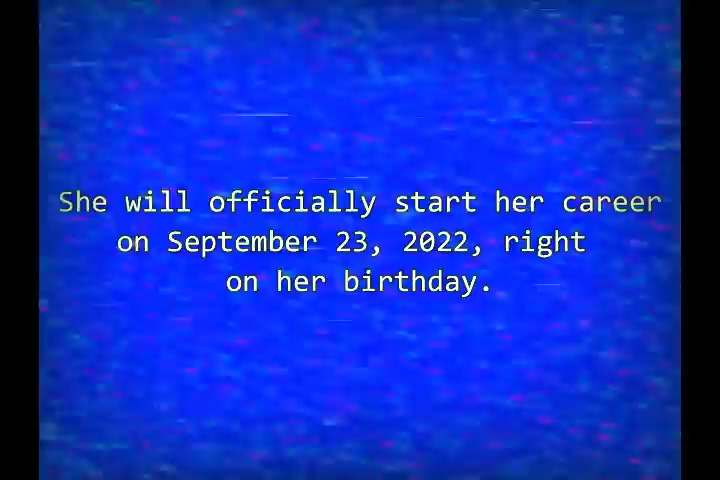 She will officially start her career
on September 23, 2022, right
on her birthday.